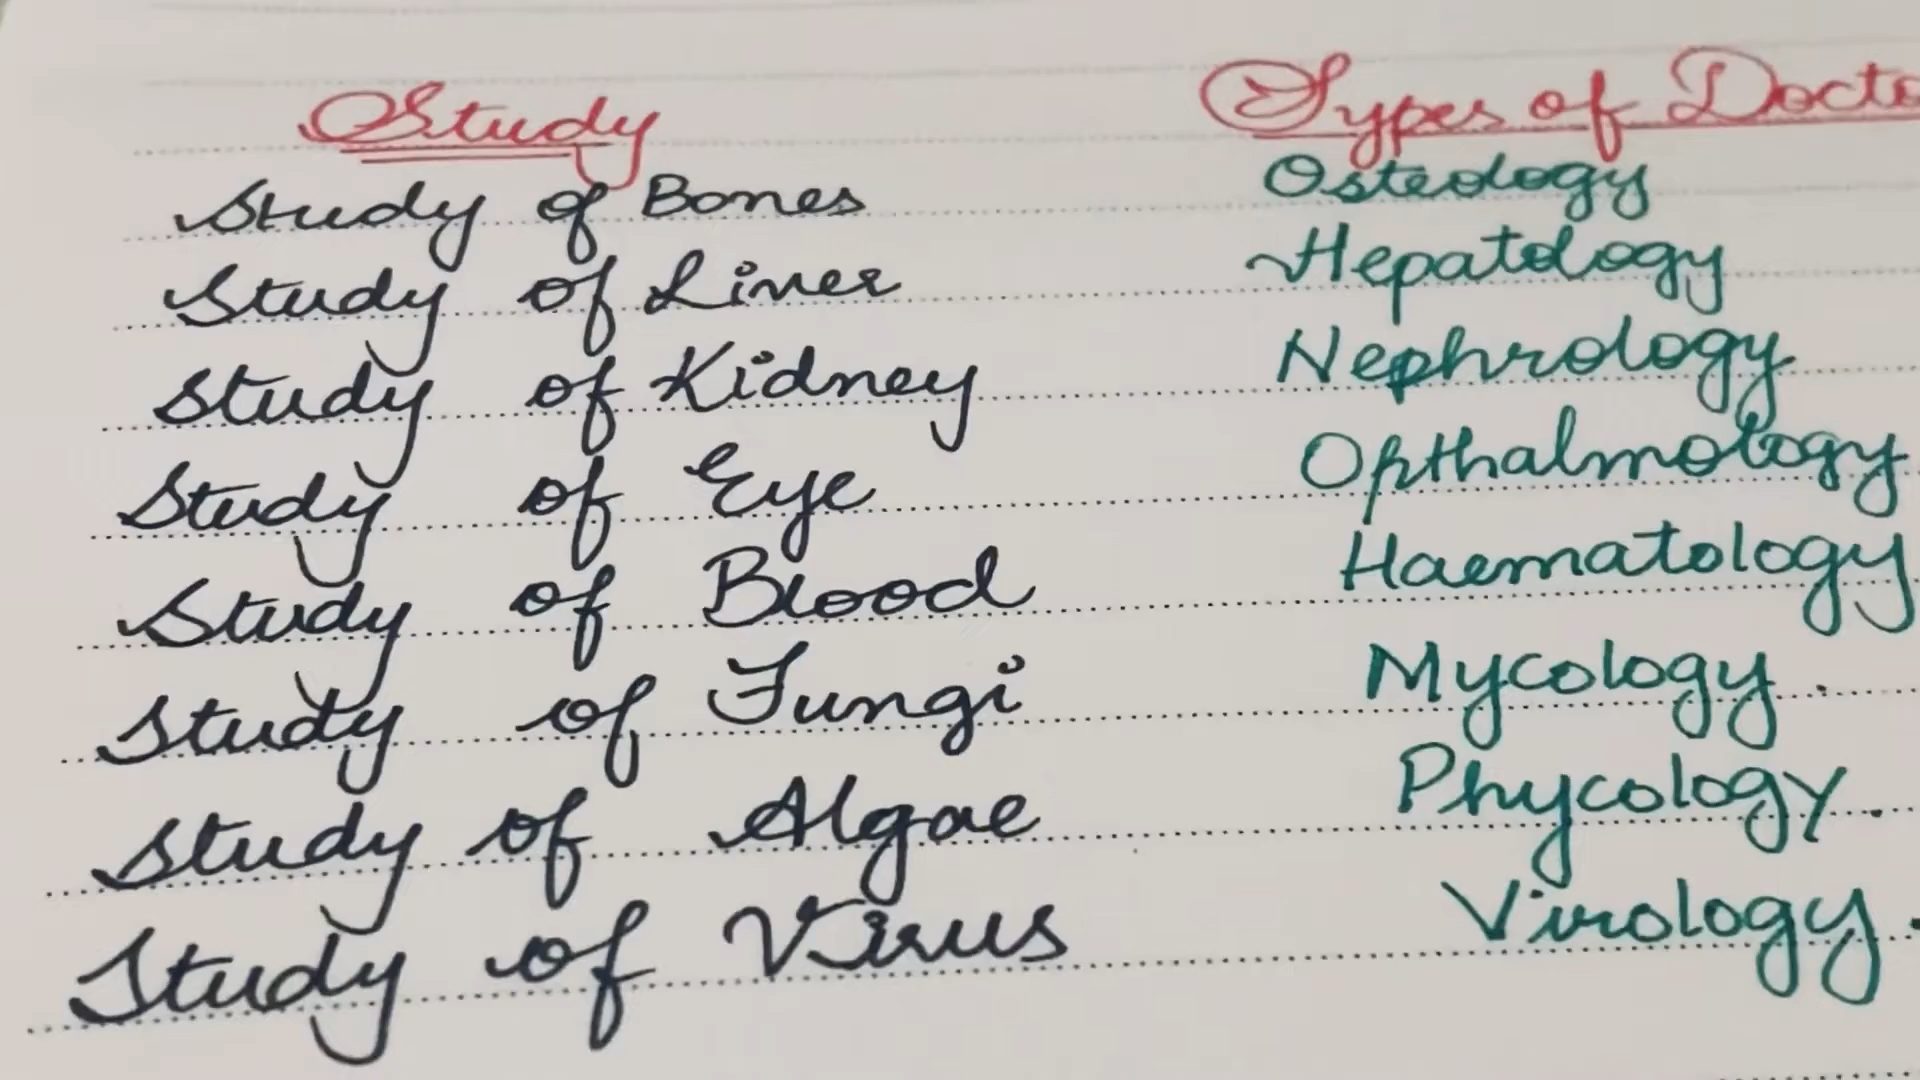 Study Types of Docto
Study of Bones Osteology
Study of Liver Hepatology
Study of Kidney Nephrology
Study of Eye Opthalmology
Study of Blood Haematology
Study of Fungi Mycology
Study of Algae Phycology.
Study of Virus Virology.